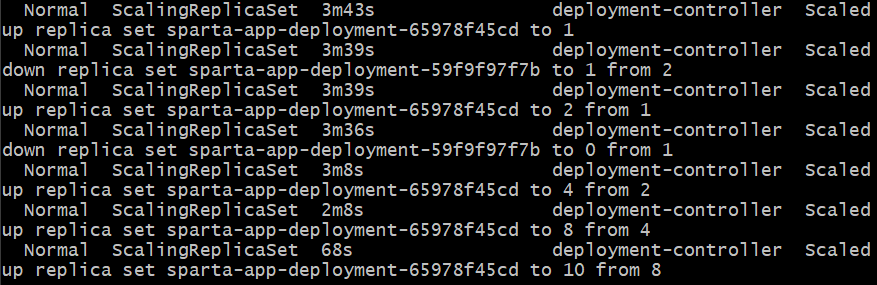 Normal  ScalingReplicaSet  3m43s                deployment-controller  Scaled
up replica set sparta-app-deployment-65978f45cd to 1
Normal  ScalingReplicaSet  3m39s                deployment-controller  Scaled
down replica set sparta-app-deployment-59f9f97f7b to 1 from 2
Normal  ScalingReplicaSet  3m39s                deployment-controller  Scaled
up replica set sparta-app-deployment-65978f45cd to 2 from 1
Normal  ScalingReplicaSet  3m36s                deployment-controller  Scaled
down replica set sparta-app-deployment-59f9f97f7b to 0 from 1
Normal  ScalingReplicaSet  3m8s                 deployment-controller  Scaled
up replica set sparta-app-deployment-65978f45cd to 4 from 2
Normal  ScalingReplicaSet  2m8s                 deployment-controller  Scaled
up replica set sparta-app-deployment-65978f45cd to 8 from 4
Normal  ScalingReplicaSet  68s                  deployment-controller  Scaled
up replica set sparta-app-deployment-65978f45cd to 10 from 8